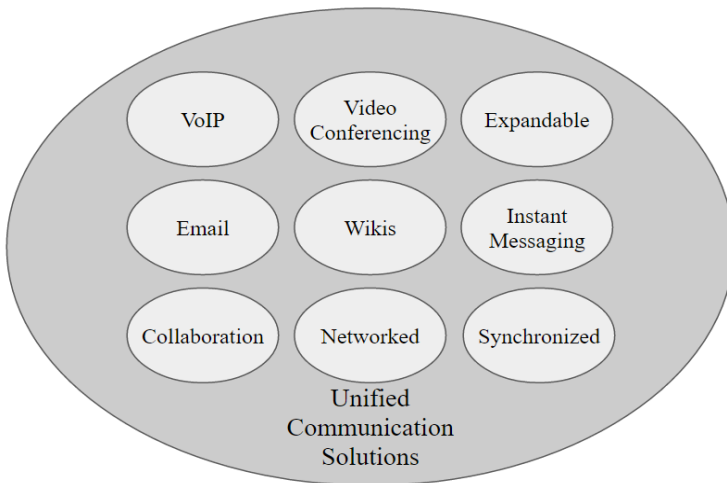 VoIP
Video
Conferencing
Expandable
Email
Wikis
Instant
Messaging
Collaboration
Networked
Synchronized
Unified
Communication
Solutions